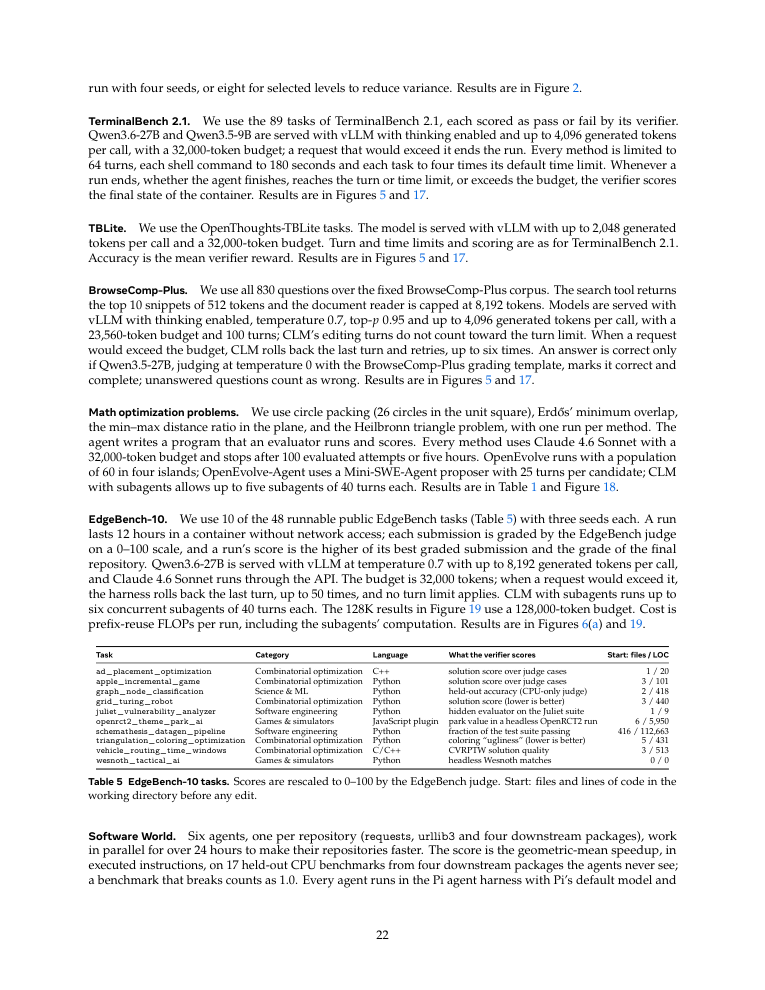 run with four seeds, or eight for selected levels to reduce variance. Results are in Figure 2.
TerminalBench 2.1. We use the 89 tasks of TerminalBench 2.1, each scored as pass or fail by its verifier.
Qwen3.6-27B and Qwen3.5-9B are served with vLLM with thinking enabled and up to 4,096 generated tokens
per call, with a 32,000-token budget; a request that would exceed it ends the run. Every method is limited to
64 turns, each shell command to 180 seconds and each task to four times its default time limit. Whenever a
run ends, whether the agent finishes, reaches the turn or time limit, or exceeds the budget, the verifier scores
the final state of the container. Results are in Figures 5 and 17.
TBLite. We use the OpenThoughts-TBLite tasks. The model is served with vLLM with up to 2,048 generated
tokens per call and a 32,000-token budget. Turn and time limits and scoring are as for TerminalBench 2.1.
Accuracy is the mean verifier reward. Results are in Figures 5 and 17.
BrowseComp-Plus. We use all 830 questions over the fixed BrowseComp-Plus corpus. The search tool returns
the top 10 snippets of 512 tokens and the document reader is capped at 8,192 tokens. Models are served with
vLLM with thinking enabled, temperature 0.7, top-p 0.95 and up to 4,096 generated tokens per call, with a
23,560-token budget and 100 turns; CLM's editing turns do not count toward the turn limit. When a request
would exceed the budget, CLM rolls back the last turn and retries, up to six times. An answer is correct only
if Qwen3.5-27B, judging at temperature 0 with the BrowseComp-Plus grading template, marks it correct and
complete; unanswered questions count as wrong. Results are in Figures 5 and 17.
Math optimization problems. We use circle packing (26 circles in the unit square), Erdős' minimum overlap,
the min–max distance ratio in the plane, and the Heilbronn triangle problem, with one run per method. The
agent writes a program that an evaluator runs and scores. Every method uses Claude 4.6 Sonnet with a
32,000-token budget and stops after 100 evaluated attempts or five hours. OpenEvolve runs with a population
of 60 in four islands; OpenEvolve-Agent uses a Mini-SWE-Agent proposer with 25 turns per candidate; CLM
with subagents allows up to five subagents of 40 turns each. Results are in Table 1 and Figure 18.
EdgeBench-10. We use 10 of the 48 runnable public EdgeBench tasks (Table 5) with three seeds each. A run
lasts 12 hours in a container without network access; each submission is graded by the EdgeBench judge
on a 0–100 scale, and a run's score is the higher of its best graded submission and the grade of the final
repository. Qwen3.6-27B is served with vLLM at temperature 0.7 with up to 8,192 generated tokens per call,
and Claude 4.6 Sonnet runs through the API. The budget is 32,000 tokens; when a request would exceed it,
the harness rolls back the last turn, up to 50 times, and no turn limit applies. CLM with subagents runs up to
six concurrent subagents of 40 turns each. The 128K results in Figure 19 use a 128,000-token budget. Cost is
prefix-reuse FLOPs per run, including the subagents' computation. Results are in Figures 6(a) and 19.
Task Category Language What the verifier scores Start: files / LOC
ad_placement_optimization Combinatorial optimization C++ solution score over judge cases 1 / 20
apple_incremental_game Combinatorial optimization Python solution score over judge cases 3 / 101
graph_node_classification Science & ML Python held-out accuracy (CPU-only judge) 2 / 418
grid_turing_robot Combinatorial optimization Python solution score (lower is better) 3 / 440
juliet_vulnerability_analyzer Software engineering Python hidden evaluator on the Juliet suite 1 / 9
openrct2_theme_park_ai Games & simulators JavaScript plugin park value in a headless OpenRCT2 run 6 / 5,950
schemathesis_datagen_pipeline Software engineering Python fraction of the test suite passing 416 / 112,663
triangulation_coloring_optimization Combinatorial optimization Python coloring "ugliness" (lower is better) 5 / 431
vehicle_routing_time_windows Combinatorial optimization C/C++ CVRPTW solution quality 3 / 513
wesnoth_tactical_ai Games & simulators Python headless Wesnoth matches 0 / 0
Table 5 EdgeBench-10 tasks. Scores are rescaled to 0–100 by the EdgeBench judge. Start: files and lines of code in the
working directory before any edit.
Software World. Six agents, one per repository (requests, urllib3 and four downstream packages), work
in parallel for over 24 hours to make their repositories faster. The score is the geometric-mean speedup, in
executed instructions, on 17 held-out CPU benchmarks from four downstream packages the agents never see;
a benchmark that breaks counts as 1.0. Every agent runs in the Pi agent harness with Pi's default model and
22